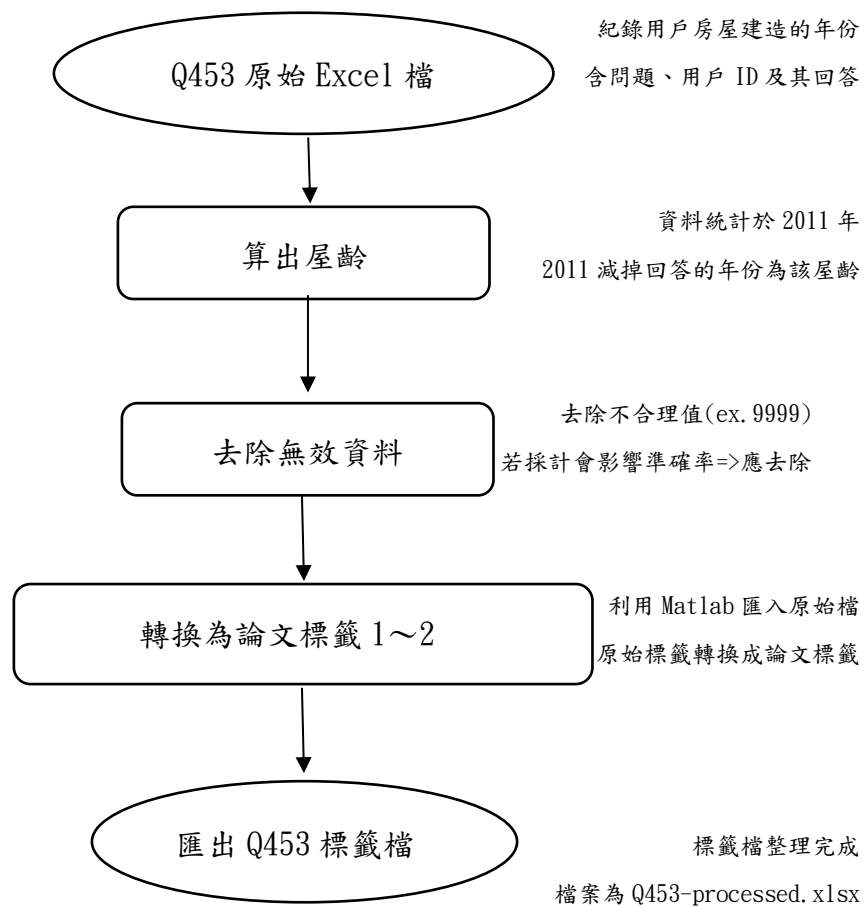 紀錄用戶房屋建造的年份
Q453 原始 Excel 檔
含問題、用戶 ID 及其回答
資料統計於 2011 年
算出屋齡
2011 減掉回答的年份為該屋齡
去除不合理值(ex.9999)
去除無效資料
若採計會影響準確率=>應去除
利用 Matlab 匯入原始檔
轉換為論文標籤 1～2
原始標籤轉換成論文標籤
匯出 Q453 標籤檔
標籤檔整理完成
檔案為 Q453-processed.xlsx